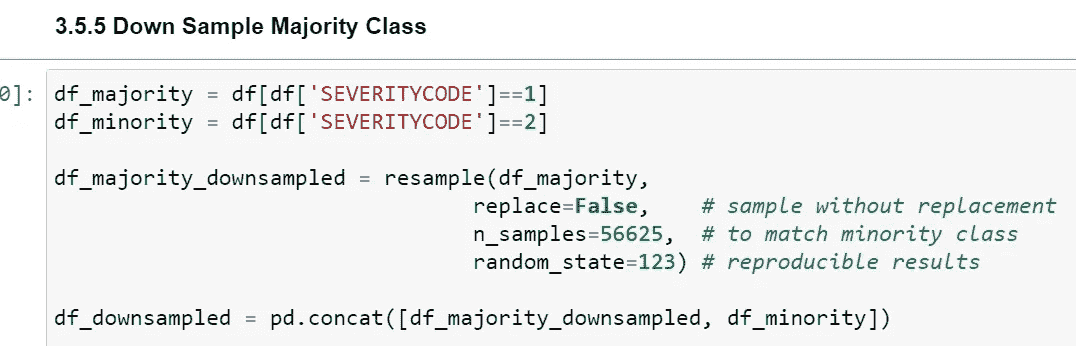 3.5.5 Down Sample Majority Class
0]: df_majority = df[df['SEVERITYCODE']==1]
df_minority = df[df['SEVERITYCODE']==2]
df_majority_downsampled = resample(df_majority,
replace=False, # sample without replacement
n_samples=56625, # to match minority class
random_state=123) # reproducible results
df_downsampled = pd.concat([df_majority_downsampled, df_minority])